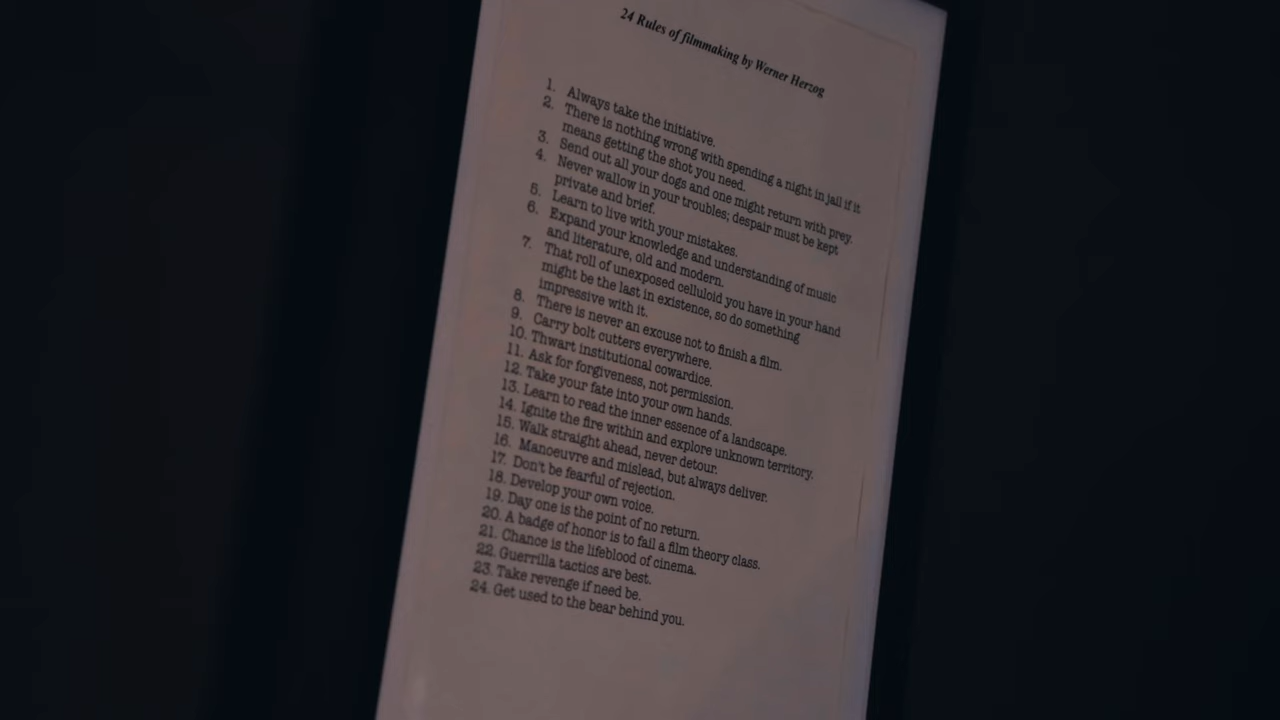 24 Rules of filmmaking by Werner Herzog
1. Always take the initiative.
2. There is nothing wrong with spending a night in jail if it
means getting the shot you need.
3. Send out all your dogs and one might return with prey.
4. Never wallow in your troubles; despair must be kept
private and brief.
5. Learn to live with your mistakes.
6. Expand your knowledge and understanding of music
and literature, old and modern.
7. That roll of unexposed celluloid you have in your hand
might be the last in existence, so do something
impressive with it.
8. There is never an excuse not to finish a film.
9. Carry bolt cutters everywhere.
10. Thwart institutional cowardice.
11. Ask for forgiveness, not permission.
12. Take your fate into your own hands.
13. Learn to read the inner essence of a landscape.
14. Ignite the fire within and explore unknown territory.
15. Walk straight ahead, never detour.
16. Manoeuvre and mislead, but always deliver.
17. Don't be fearful of rejection.
18. Develop your own voice.
19. Day one is the point of no return.
20. A badge of honor is to fail a film theory class.
21. Chance is the lifeblood of cinema.
22. Guerrilla tactics are best.
23. Take revenge if need be.
24. Get used to the bear behind you.